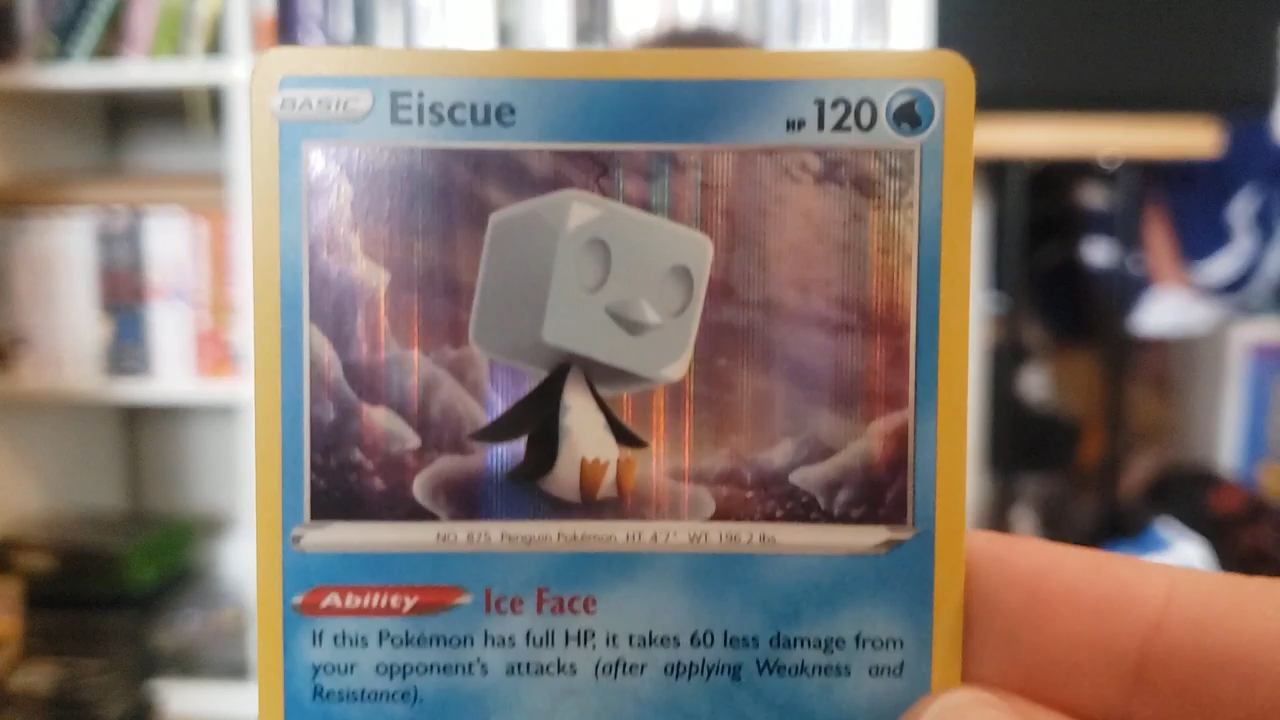 BASIC Eiscue HP 120
NO. 875 Penguin Pokémon HT. 4'7" WT. 196.2 lbs.
Ability Ice Face
If this Pokémon has full HP, it takes 60 less damage from
your opponent's attacks (after applying Weakness and
Resistance).